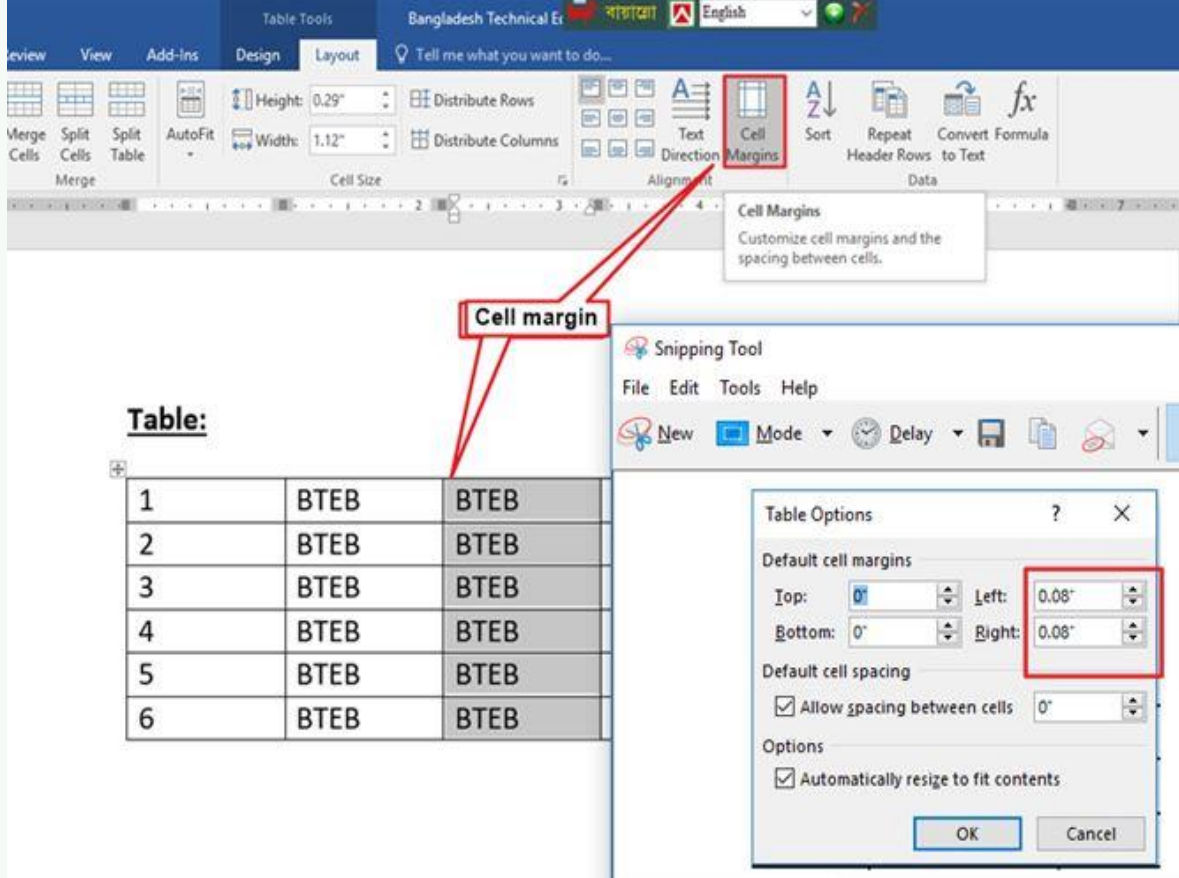 Table Tools Bangladesh Technical Ec বায়ান্নো English
Review View Add-Ins Design Layout Tell me what you want to do...
Merge Cells Split Cells Split Table AutoFit Height: 0.29" Distribute Rows
Width: 1.12" Distribute Columns
Text Direction Cell Margins Sort Repeat Header Rows Convert to Text Formula
Merge Cell Size Alignment Data
2 3 4 7
Cell Margins
Customize cell margins and the
spacing between cells.
Cell margin
Snipping Tool
File Edit Tools Help
New Mode Delay
Table:
1 BTEB BTEB
2 BTEB BTEB
3 BTEB BTEB
4 BTEB BTEB
5 BTEB BTEB
6 BTEB BTEB
Table Options ?
Default cell margins
Top: 0" Left: 0.08"
Bottom: 0" Right: 0.08"
Default cell spacing
Allow spacing between cells 0"
Options
Automatically resize to fit contents
OK Cancel